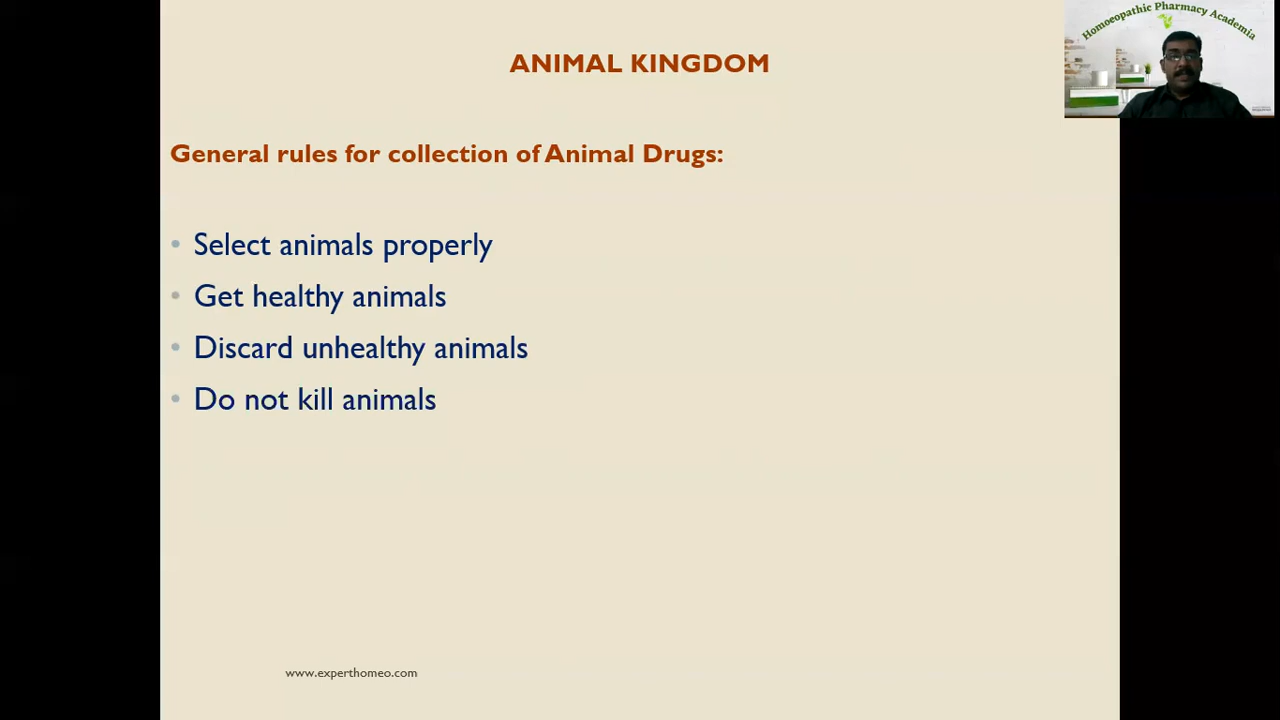 Homoeopathic Pharmacy Academia
ANIMAL KINGDOM
General rules for collection of Animal Drugs:
• Select animals properly
• Get healthy animals
• Discard unhealthy animals
• Do not kill animals
www.experthomeo.com